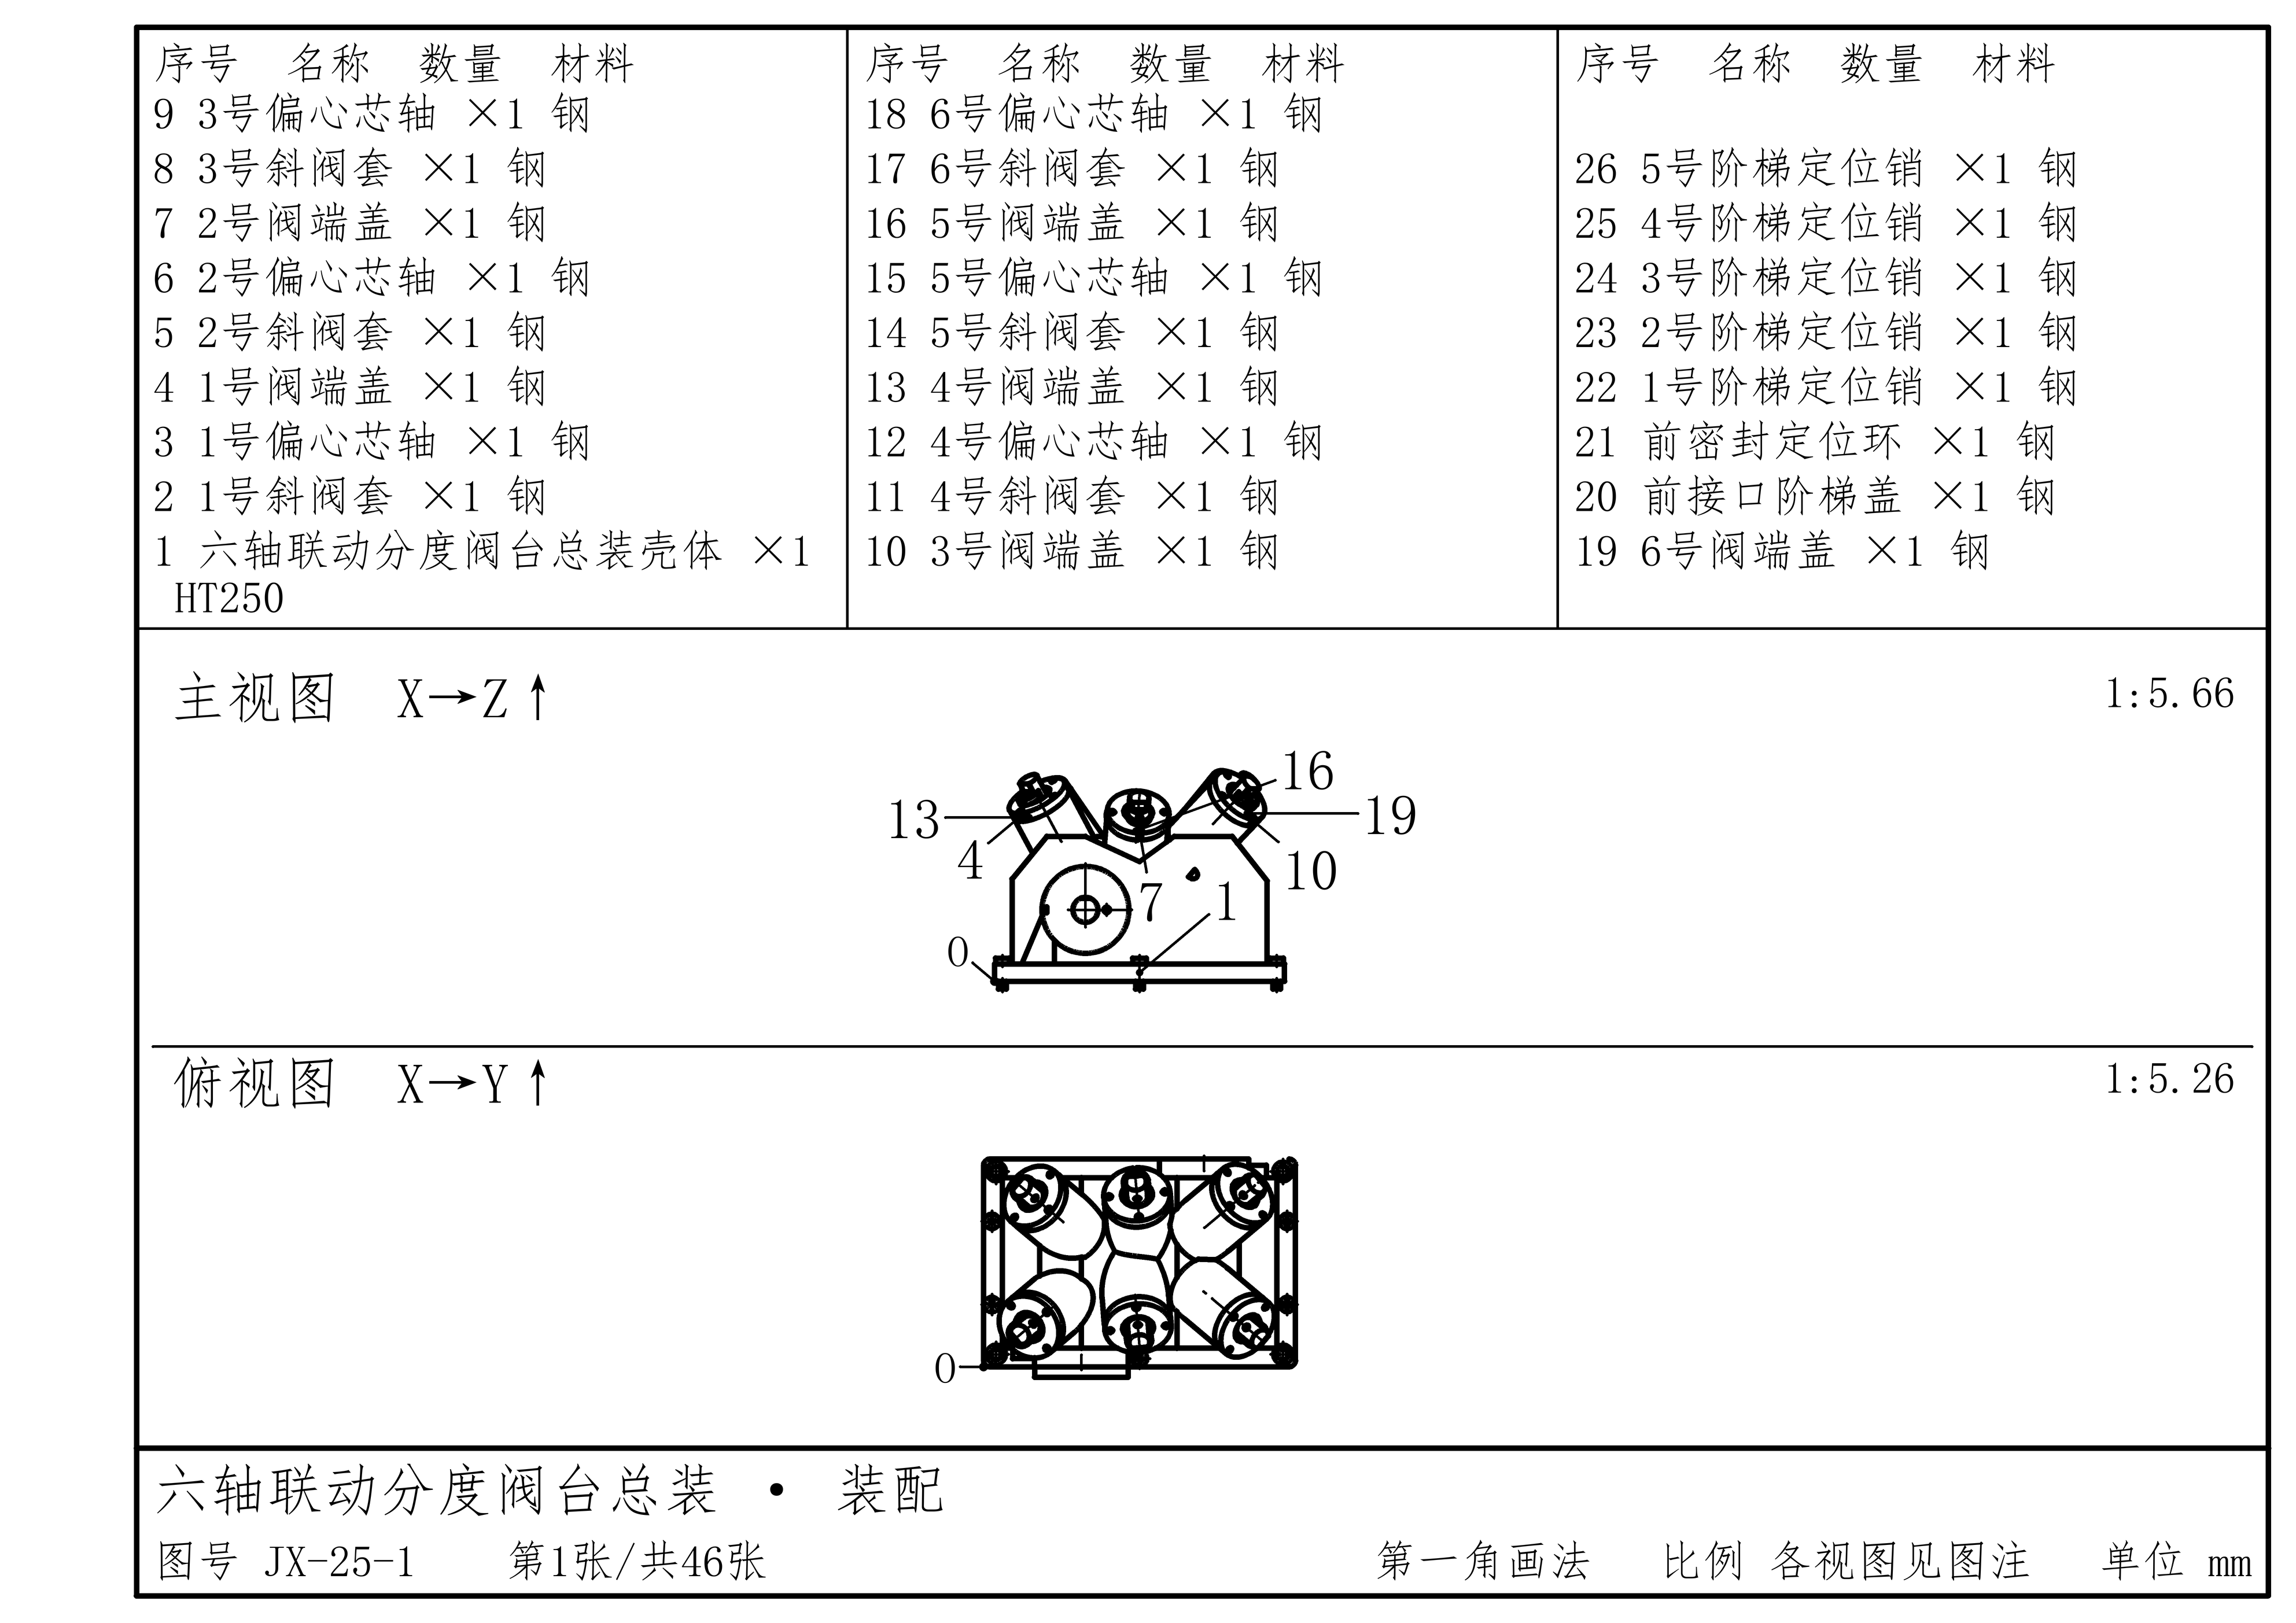 序号 名称 数量 材料
9 3号偏心芯轴 ×1 钢
8 3号斜阀套 ×1 钢
7 2号阀端盖 ×1 钢
6 2号偏心芯轴 ×1 钢
5 2号斜阀套 ×1 钢
4 1号阀端盖 ×1 钢
3 1号偏心芯轴 ×1 钢
2 1号斜阀套 ×1 钢
1 六轴联动分度阀台总装壳体 ×1
HT250
序号 名称 数量 材料
18 6号偏心芯轴 ×1 钢
17 6号斜阀套 ×1 钢
16 5号阀端盖 ×1 钢
15 5号偏心芯轴 ×1 钢
14 5号斜阀套 ×1 钢
13 4号阀端盖 ×1 钢
12 4号偏心芯轴 ×1 钢
11 4号斜阀套 ×1 钢
10 3号阀端盖 ×1 钢
序号 名称 数量 材料
26 5号阶梯定位销 ×1 钢
25 4号阶梯定位销 ×1 钢
24 3号阶梯定位销 ×1 钢
23 2号阶梯定位销 ×1 钢
22 1号阶梯定位销 ×1 钢
21 前密封定位环 ×1 钢
20 前接口阶梯盖 ×1 钢
19 6号阀端盖 ×1 钢
主视图 X→Z↑
1:5.66
16
13
19
4
10
7
1
0
俯视图 X→Y↑
1:5.26
0
六轴联动分度阀台总装 · 装配
图号 JX-25-1 第1张/共46张 第一角画法 比例 各视图见图注 单位 mm